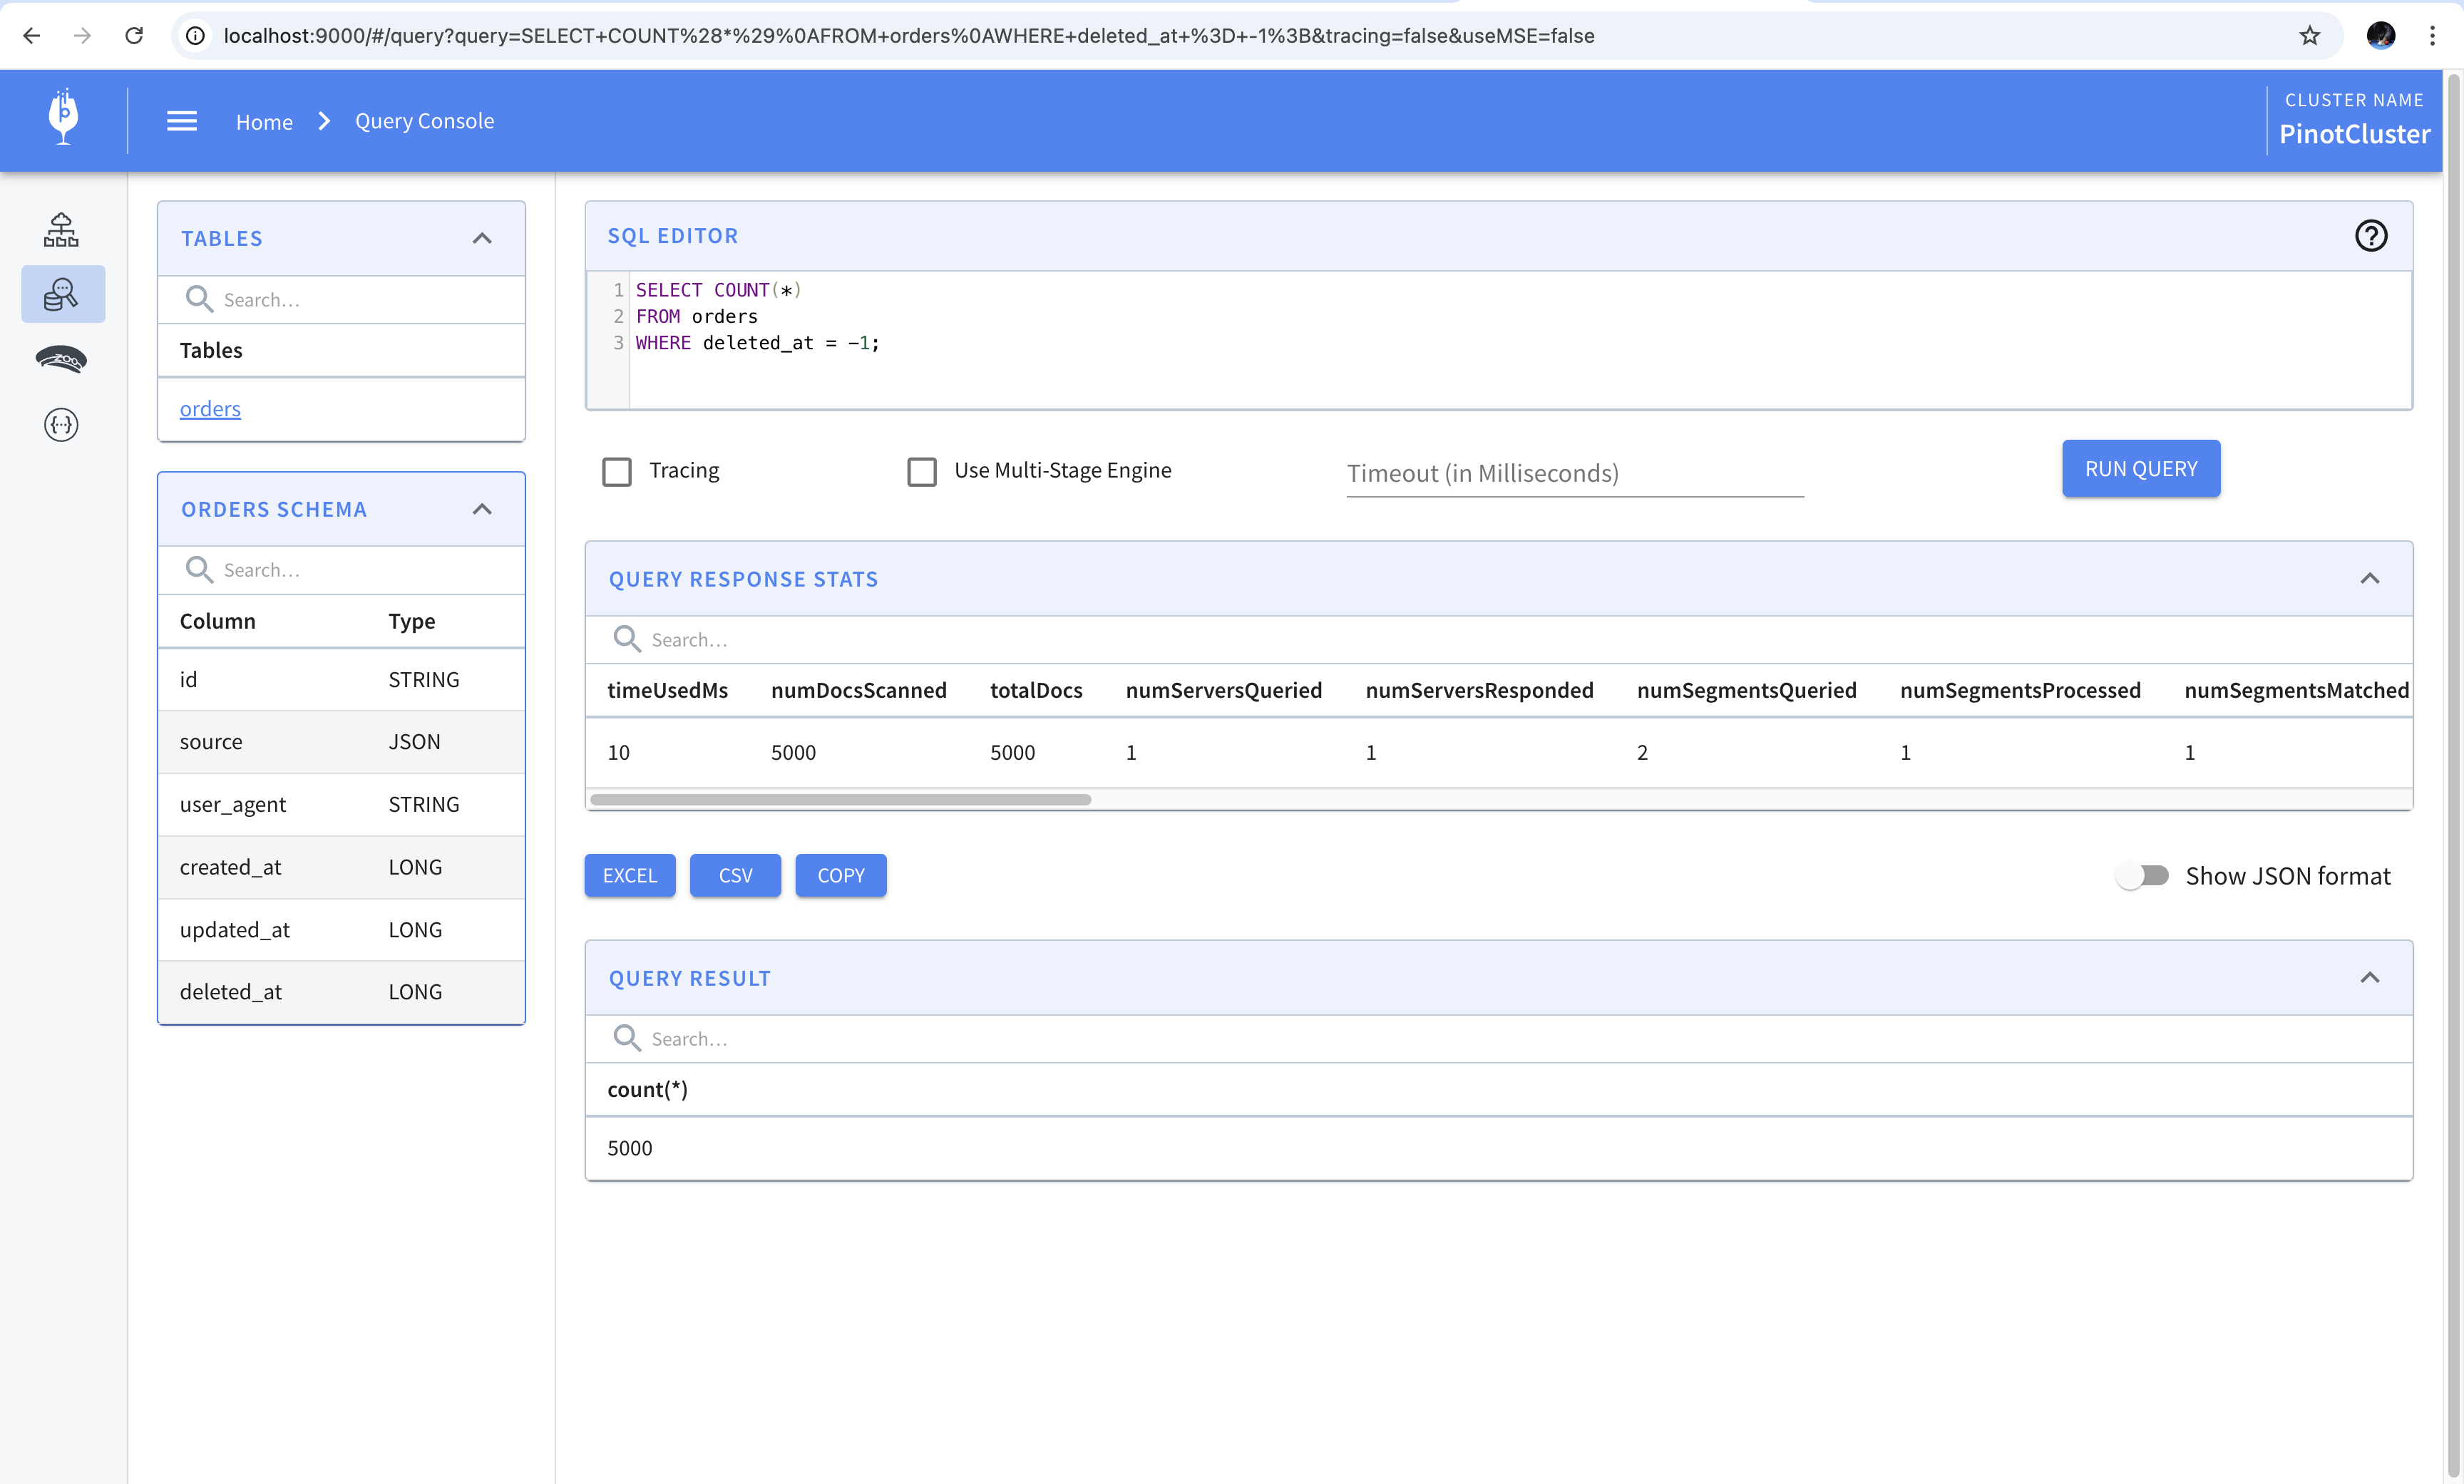 localhost:9000/#/query?query=SELECT+COUNT%28*%29%0AFROM+orders%0AWHERE+deleted_at+%3D+-1%3B&tracing=false&useMSE=false
p
Home
Query Console
CLUSTER NAME
PinotCluster
ZOO
TABLES
Search…
Tables
orders
ORDERS SCHEMA
Search…
Column Type
id STRING
source JSON
user_agent STRING
created_at LONG
updated_at LONG
deleted_at LONG
SQL EDITOR
1 SELECT COUNT(*)
2 FROM orders
3 WHERE deleted_at = -1;
Tracing
Use Multi-Stage Engine
Timeout (in Milliseconds)
RUN QUERY
QUERY RESPONSE STATS
Search…
timeUsedMs numDocsScanned totalDocs numServersQueried numServersResponded numSegmentsQueried numSegmentsProcessed numSegmentsMatched
10 5000 5000 1 1 2 1 1
EXCEL CSV COPY
Show JSON format
QUERY RESULT
Search…
count(*)
5000